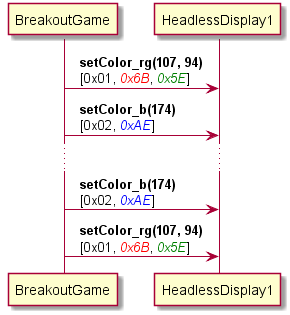 BreakoutGame HeadlessDisplay1
setColor_rg(107, 94)
[0x01, 0x6B, 0x5E]
setColor_b(174)
[0x02, 0xAE]
setColor_b(174)
[0x02, 0xAE]
setColor_rg(107, 94)
[0x01, 0x6B, 0x5E]
BreakoutGame HeadlessDisplay1